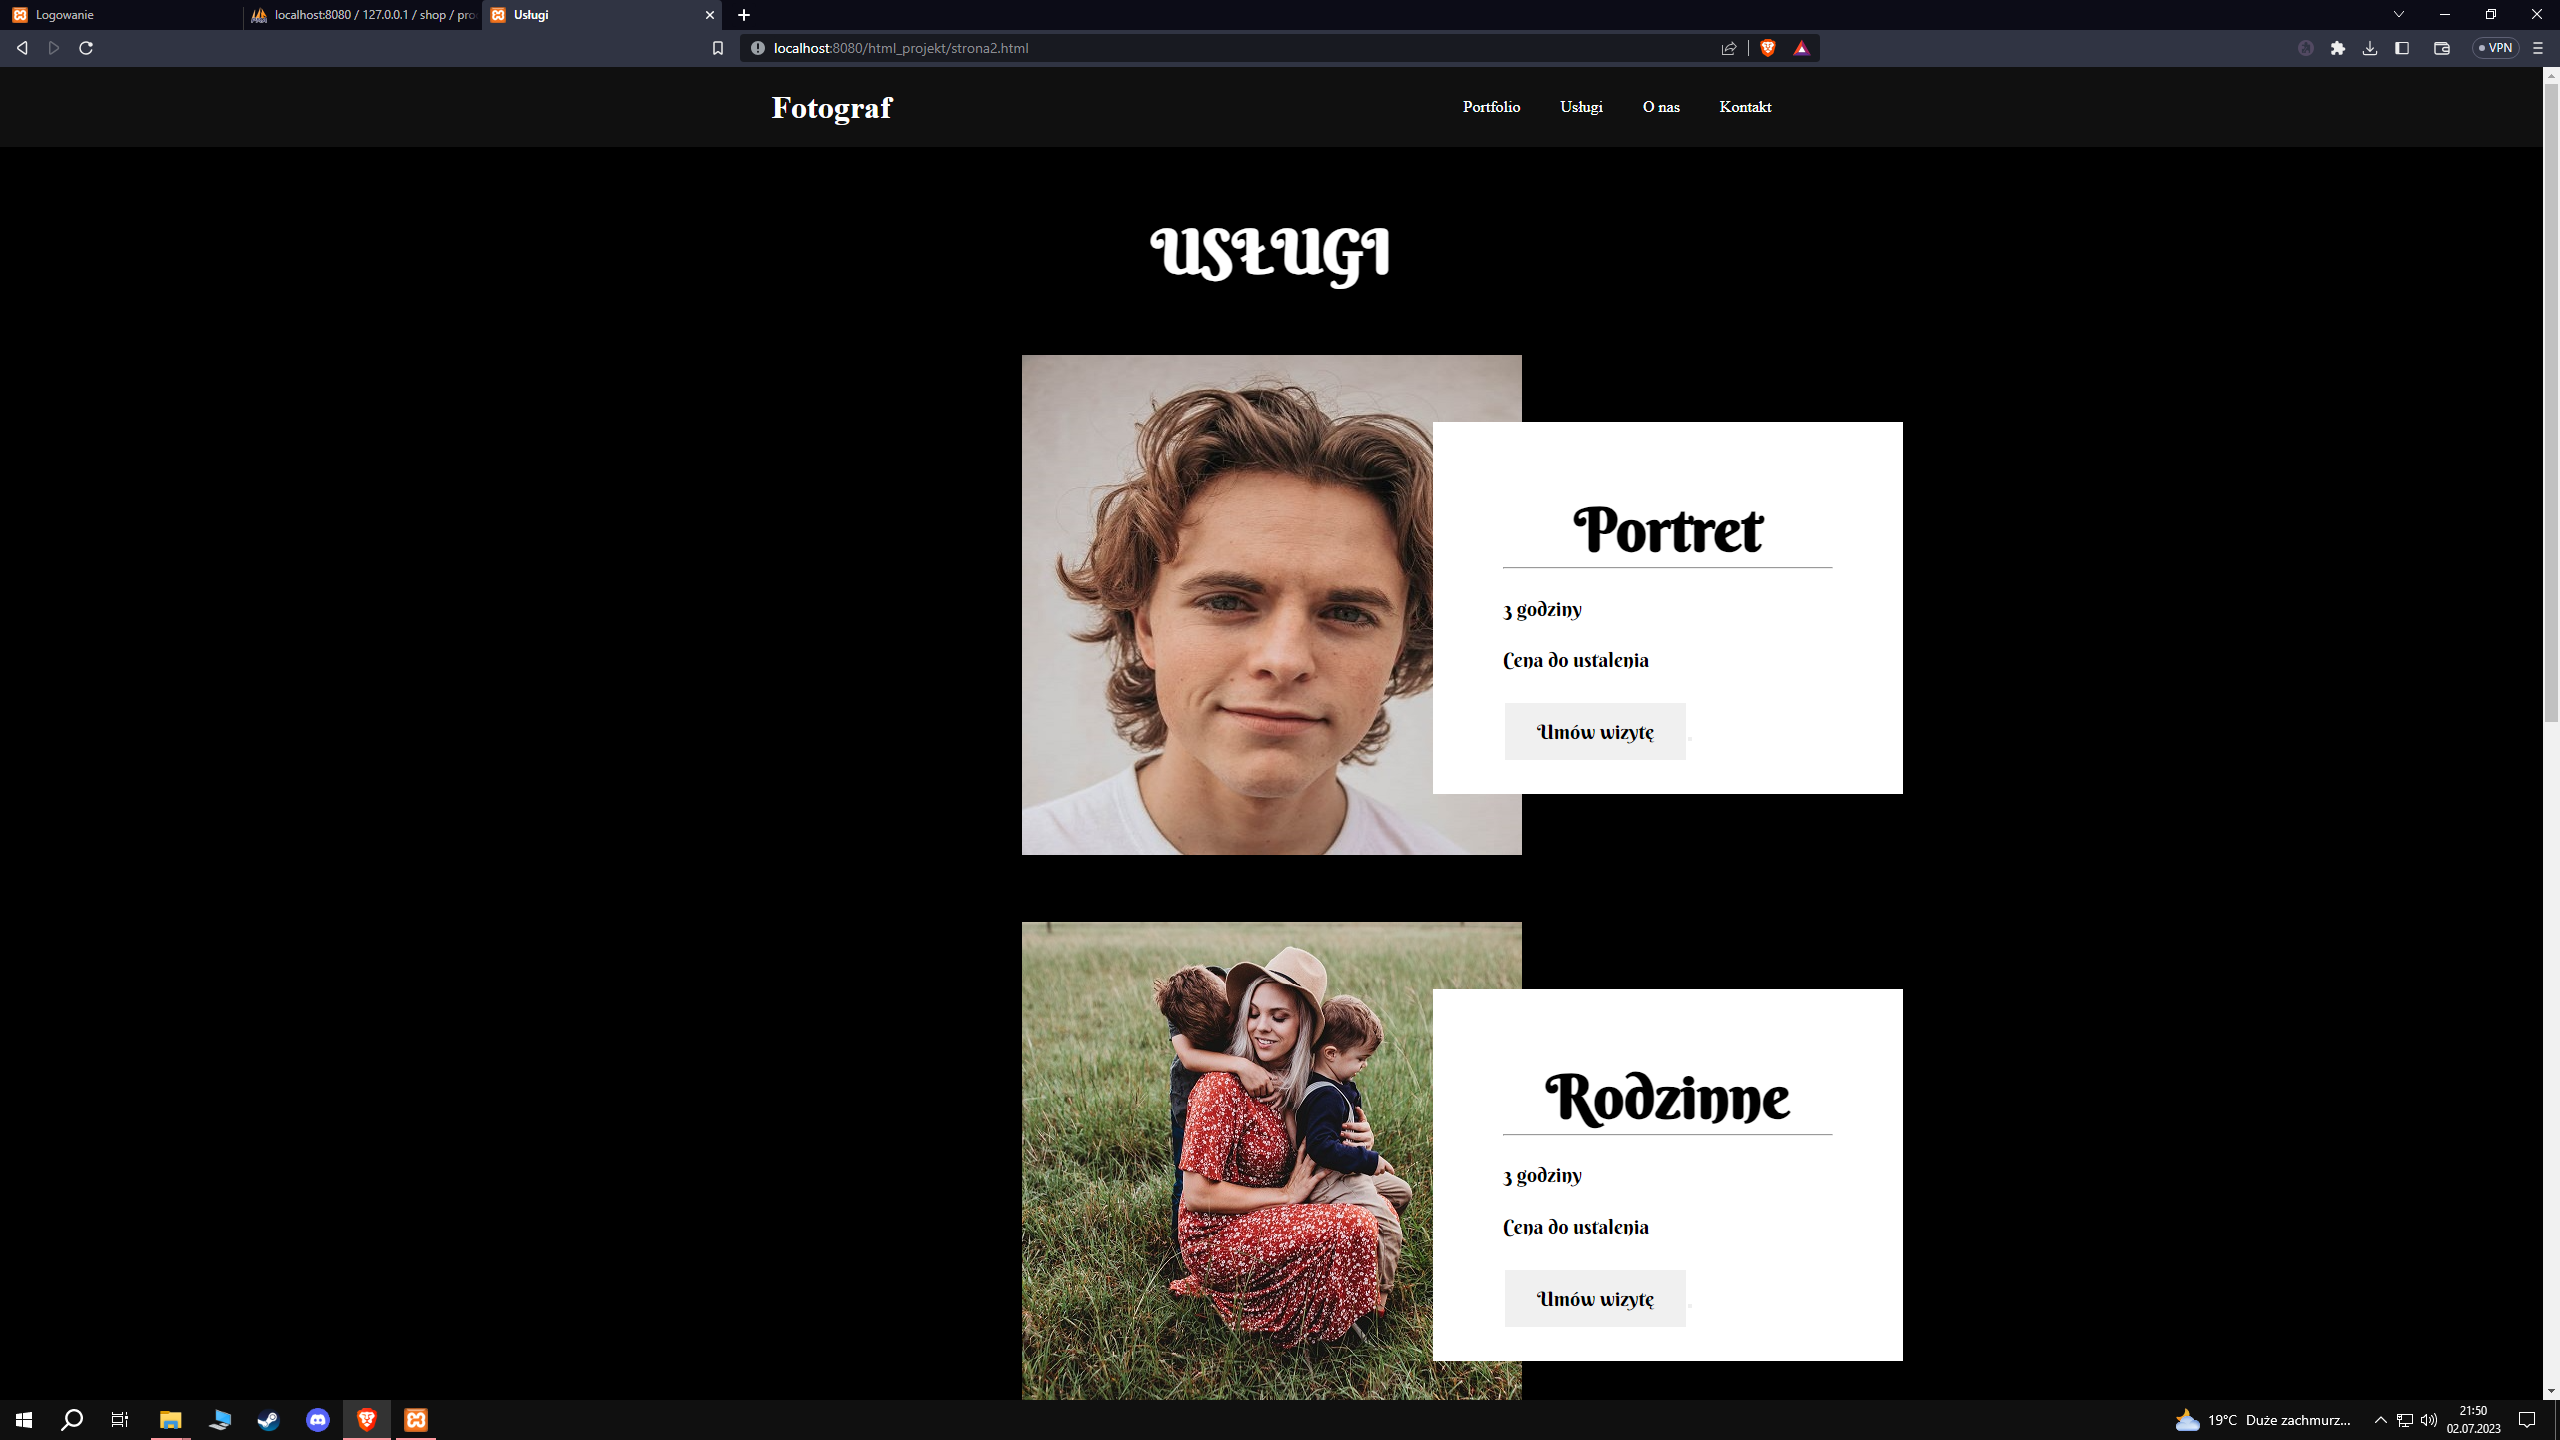 Logowanie
localhost:8080 / 127.0.0.1 / shop / pro
Usługi
localhost:8080/html_projekt/strona2.html
VPN
Fotograf
Portfolio
Usługi
O nas
Kontakt
USŁUGI
Portret
3 godziny
Cena do ustalenia
Umów wizytę
Rodzinne
3 godziny
Cena do ustalenia
Umów wizytę
19°C Duże zachmurz...
21:50
02.07.2023